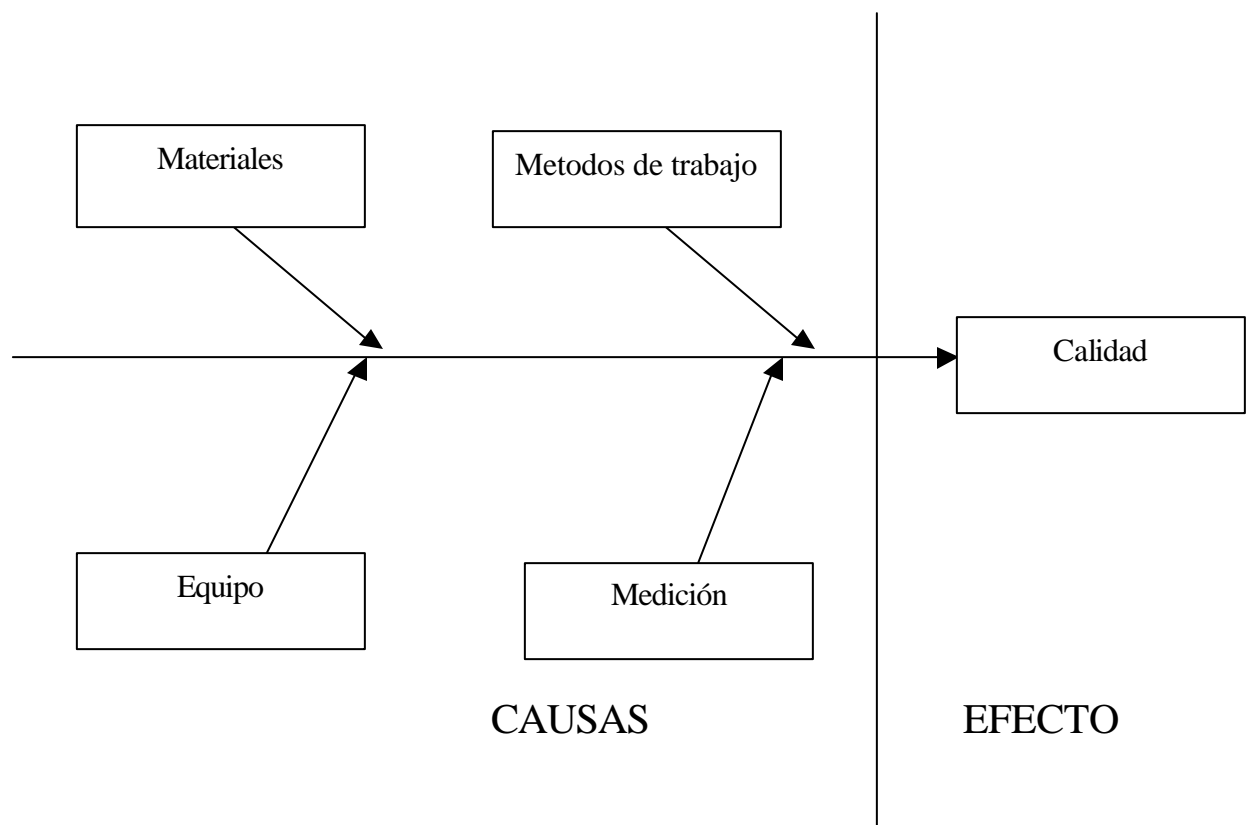 Materiales
Metodos de trabajo
Calidad
Equipo
Medición
CAUSAS
EFECTO